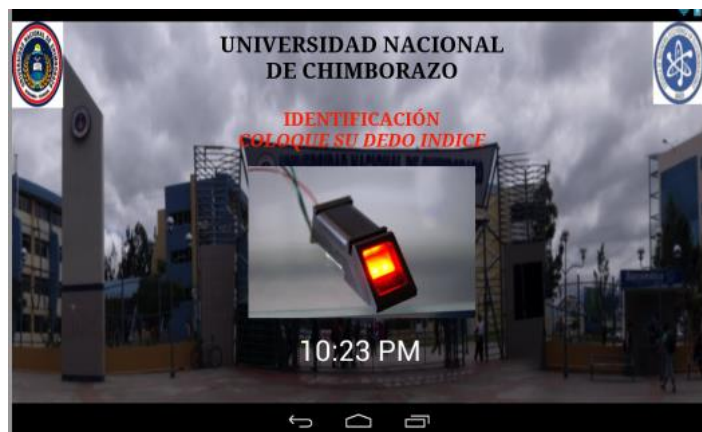 UNIVERSIDAD NACIONAL
DE CHIMBORAZO
IDENTIFICACIÓN
COLOQUE SU DEDO INDICE
10:23 PM